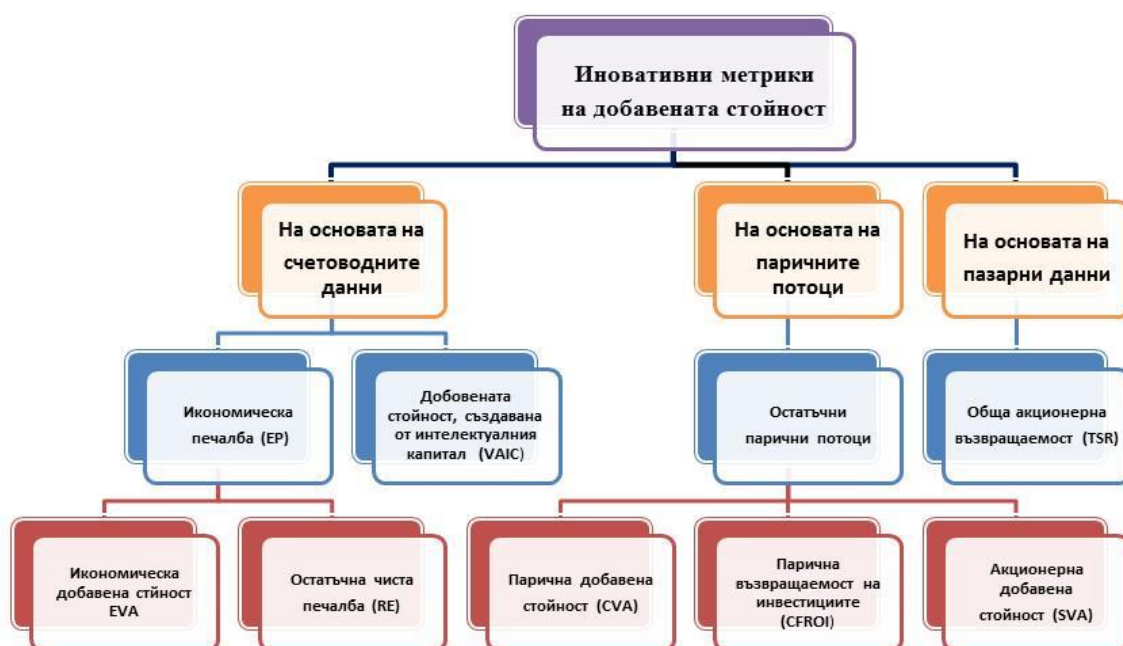 Иновативни метрики
на добавената стойност
На основата на
счетоводните
данни
На основата на
паричните
потоци
На основата на
пазарни данни
Икономическа
печалба (EP)
Добовената
стойност, създавана
от интелектуалния
капитал (VAIC)
Остатъчни
парични потоци
Обща акционерна
възвращаемост (TSR)
Икономическа
добавена стйност
EVA
Остатъчна чиста
печалба (RE)
Парична добавена
стойност (CVA)
Парична
възвращаемост на
инвестициите
(CFROI)
Акционерна
добавена
стойност (SVA)